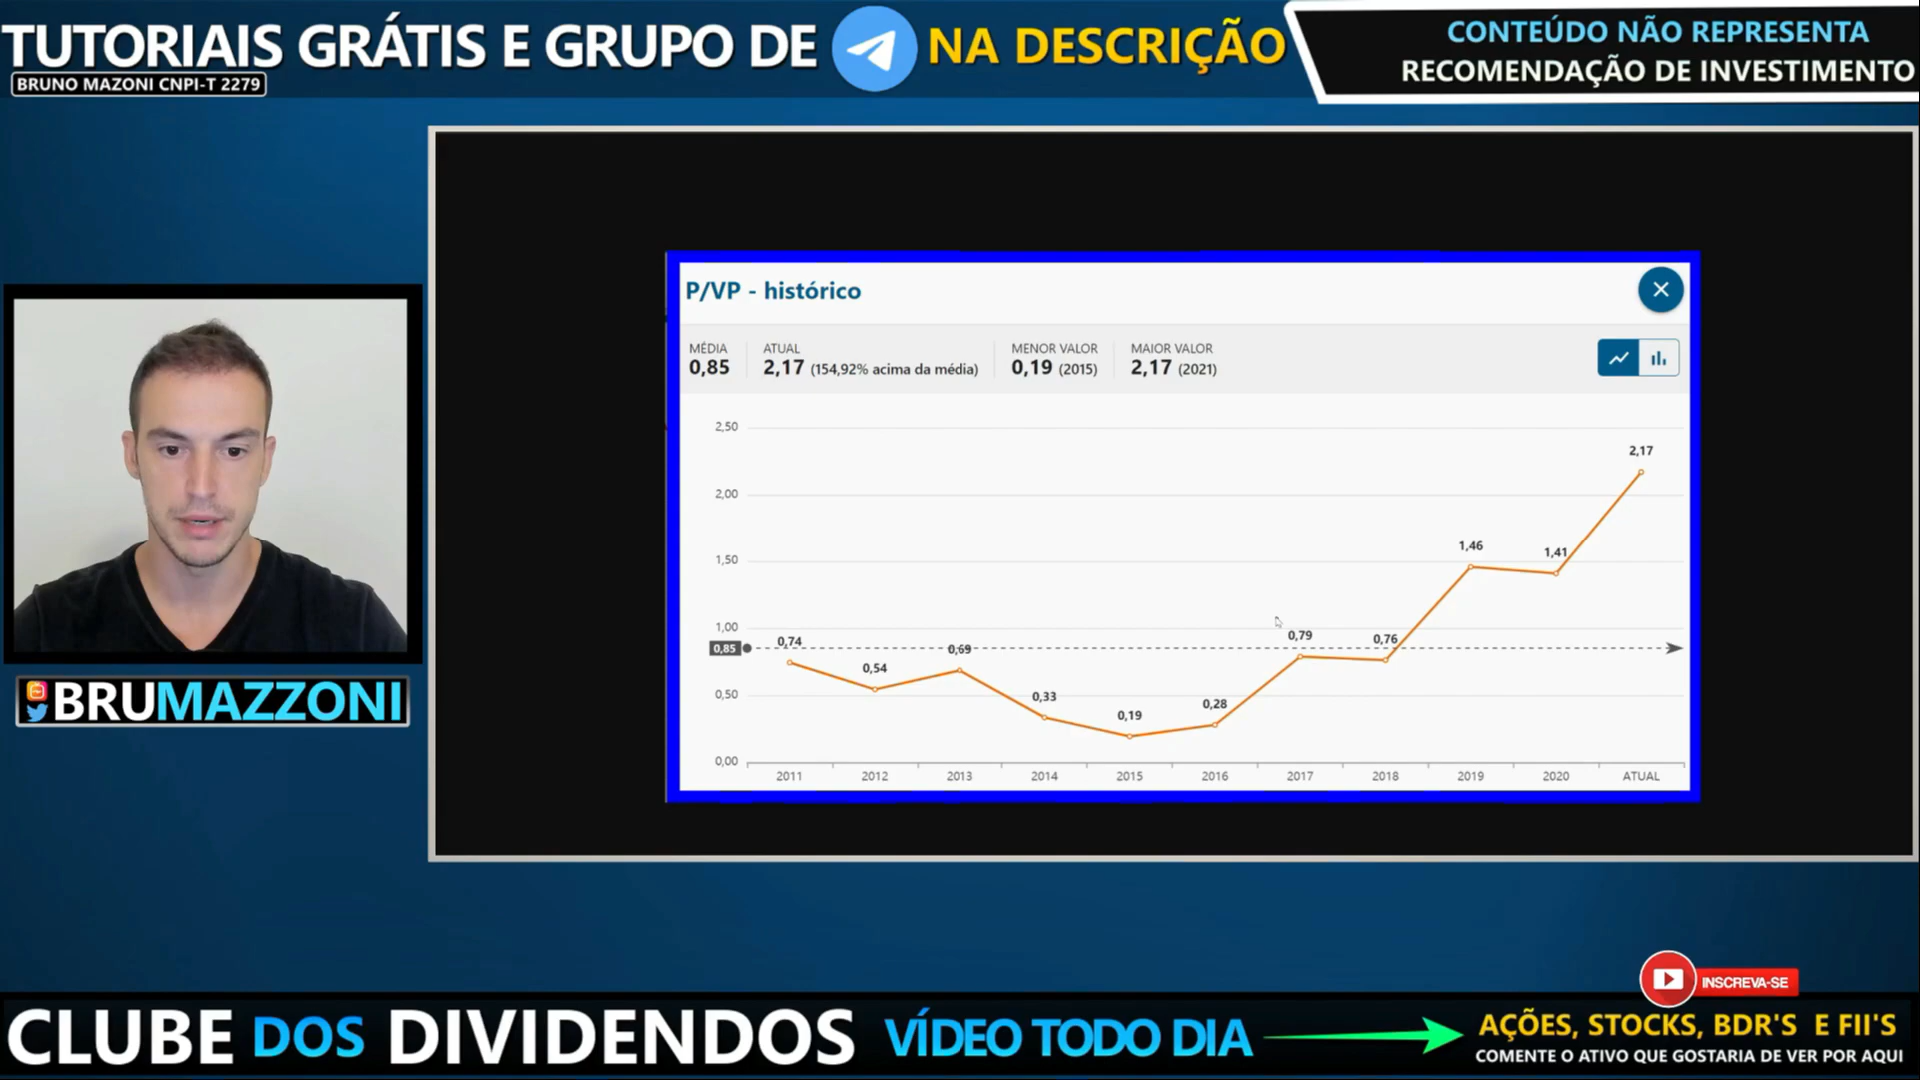 TUTORIAIS GRÁTIS E GRUPO DE NA DESCRIÇÃO
BRUNO MAZONI CNPI-T 2279
CONTEÚDO NÃO REPRESENTA
RECOMENDAÇÃO DE INVESTIMENTO
P/VP - histórico
MÉDIA
0,85
ATUAL
2,17 (154,92% acima da média)
MENOR VALOR
0,19 (2015)
MAIOR VALOR
2,17 (2021)
2,50
2,00
1,50
1,00
0,85
0,50
0,00
0,74
0,54
0,69
0,33
0,19
0,28
0,79
0,76
1,46
1,41
2,17
2011
2012
2013
2014
2015
2016
2017
2018
2019
2020
ATUAL
BRUMAZZONI
INSCREVA-SE
CLUBE DOS DIVIDENDOS
VÍDEO TODO DIA
AÇÕES, STOCKS, BDR'S E FII'S
COMENTE O ATIVO QUE GOSTARIA DE VER POR AQUI